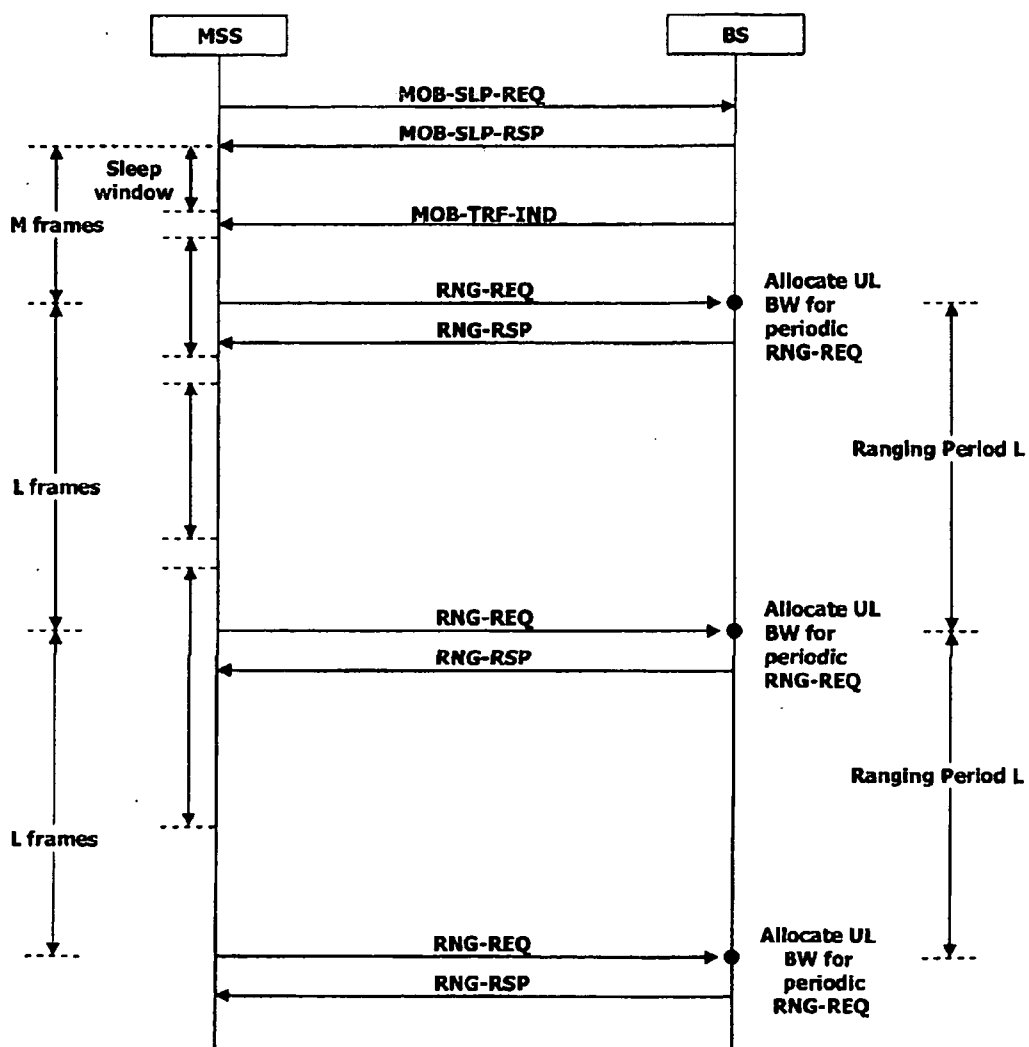 MSS
BS
MOB-SLP-REQ
MOB-SLP-RSP
Sleep
window
M frames
MOB-TRF-IND
RNG-REQ
Allocate UL
BW for
periodic
RNG-REQ
RNG-RSP
Ranging Period L
L frames
RNG-REQ
Allocate UL
BW for
periodic
RNG-REQ
RNG-RSP
Ranging Period L
L frames
RNG-REQ
Allocate UL
BW for
periodic
RNG-REQ
RNG-RSP